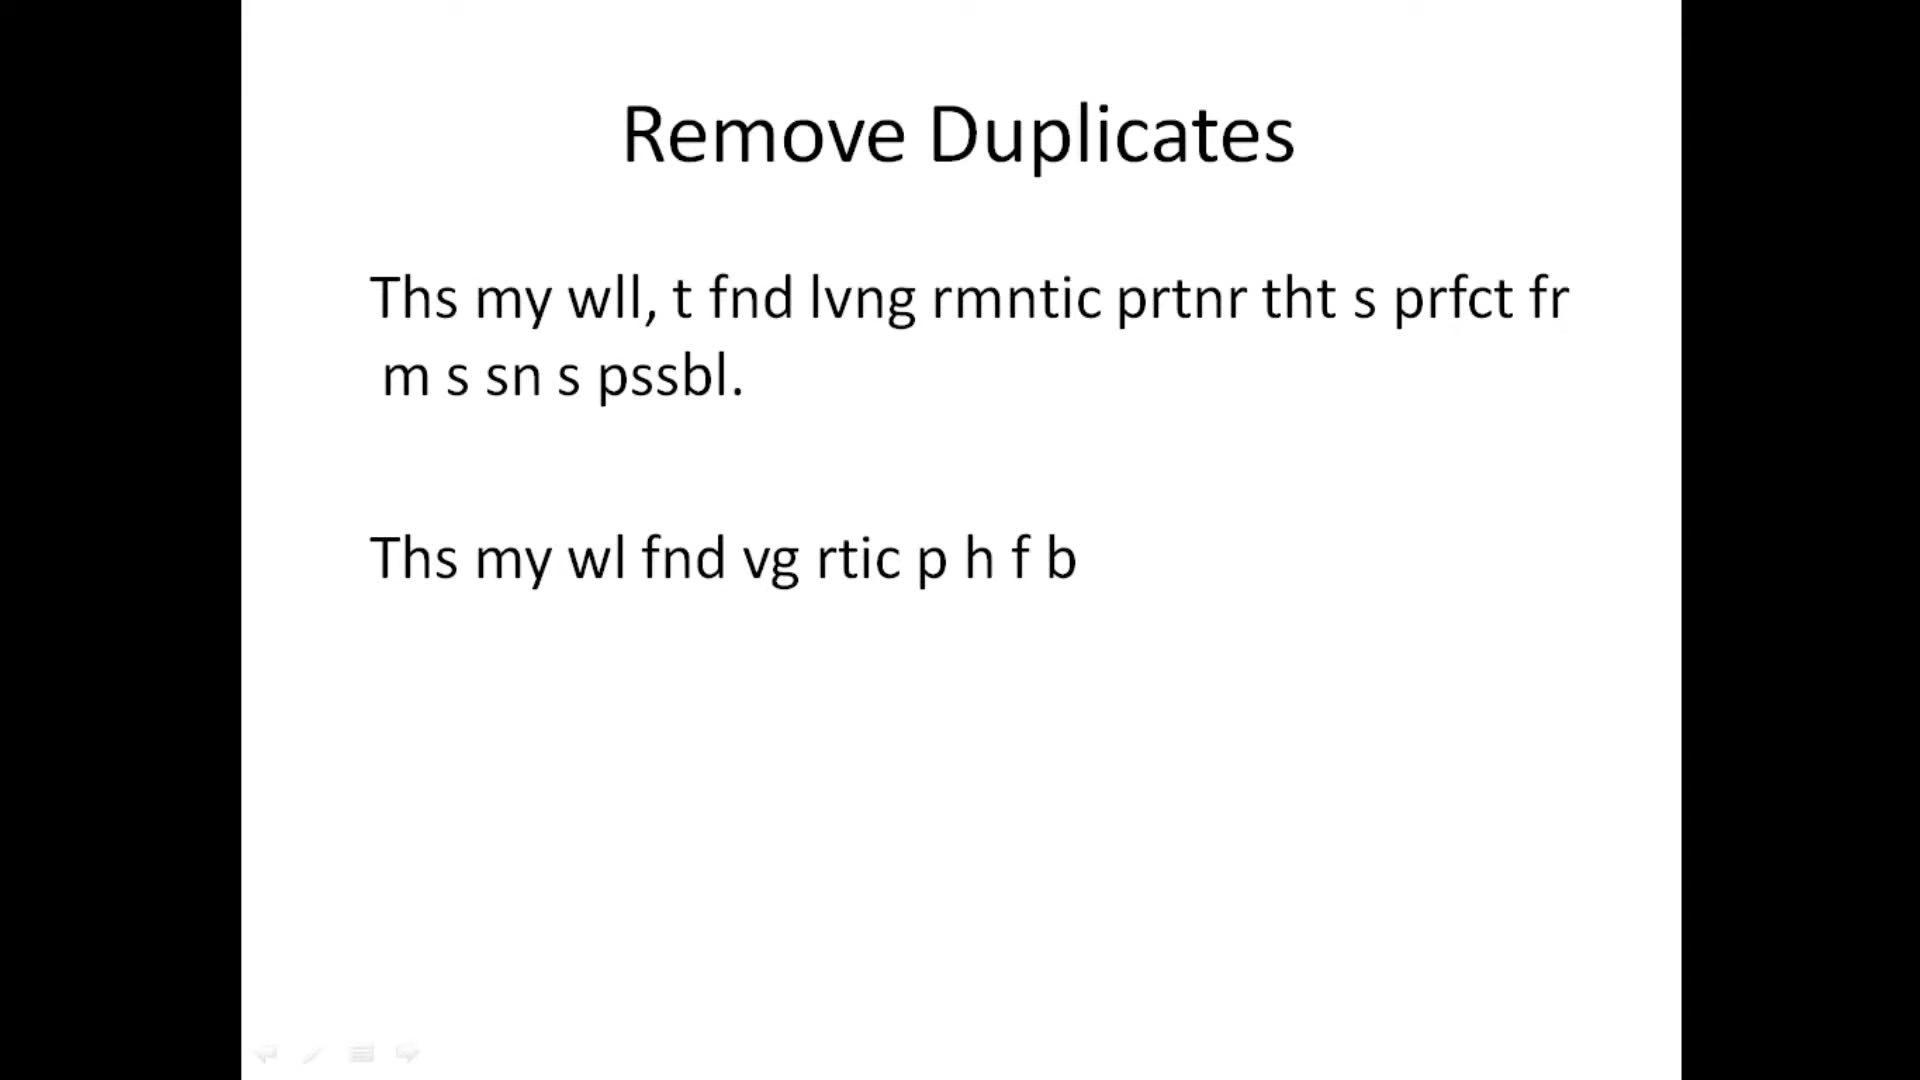 Remove Duplicates
Ths my wll, t fnd lvng rmntic prtnr tht s prfct fr
m s sn s pssbl.
Ths my wl fnd vg rtic p h f b